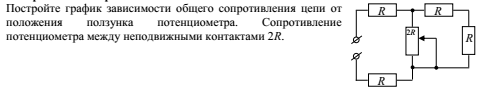 Постройте график зависимости общего сопротивления цепи от
положения ползунка потенциометра. Сопротивление
потенциометра между неподвижными контактами 2R.
R R
2R R
R